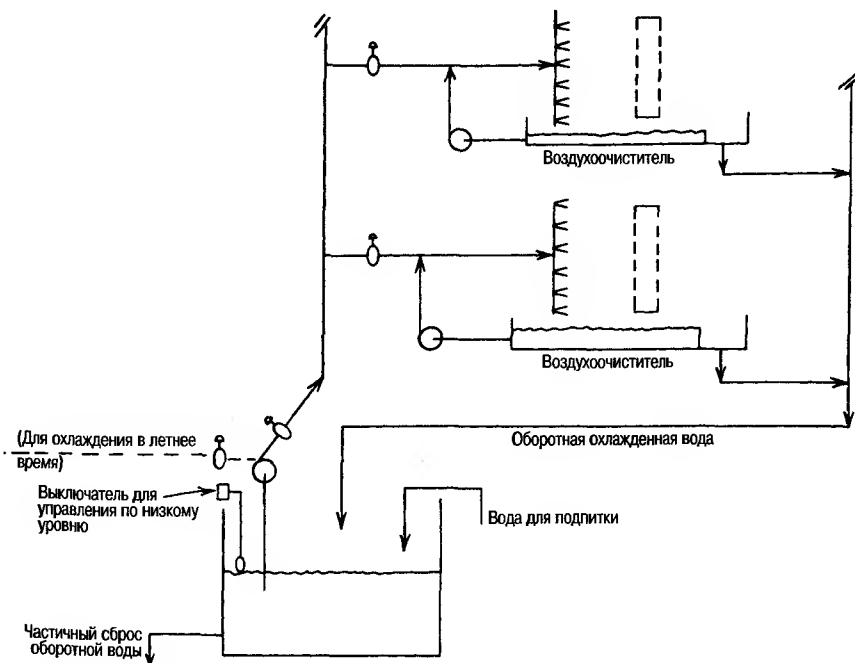 Воздухоочиститель
Воздухоочиститель
(Для охлаждения в летнее
время)
Оборотная охлажденная вода
Выключатель для
управления по низкому
уровню
Вода для подпитки
Частичный сброс
оборотной воды